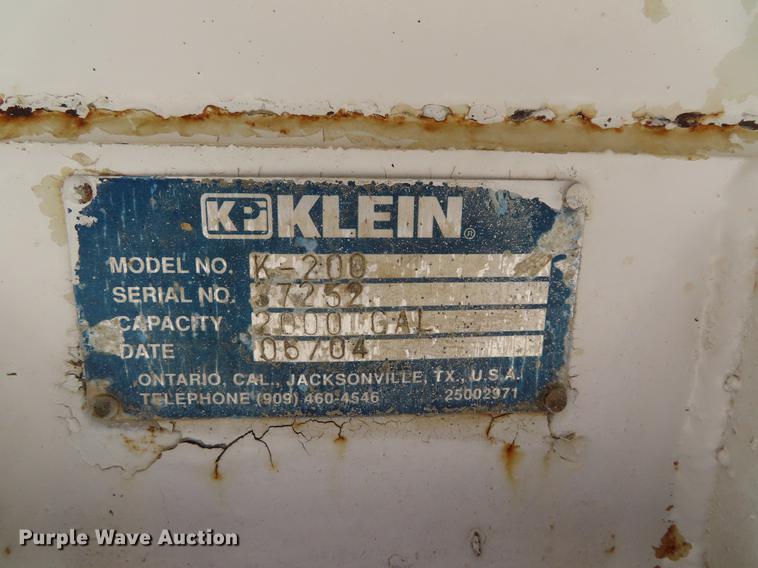 KPI KLEIN®
MODEL NO. K-200
SERIAL NO. 37252
CAPACITY 2000 GAL
DATE 06/04
ONTARIO, CAL., JACKSONVILLE, TX., U.S.A.
TELEPHONE (909) 460-4546 25002971
Purple Wave Auction